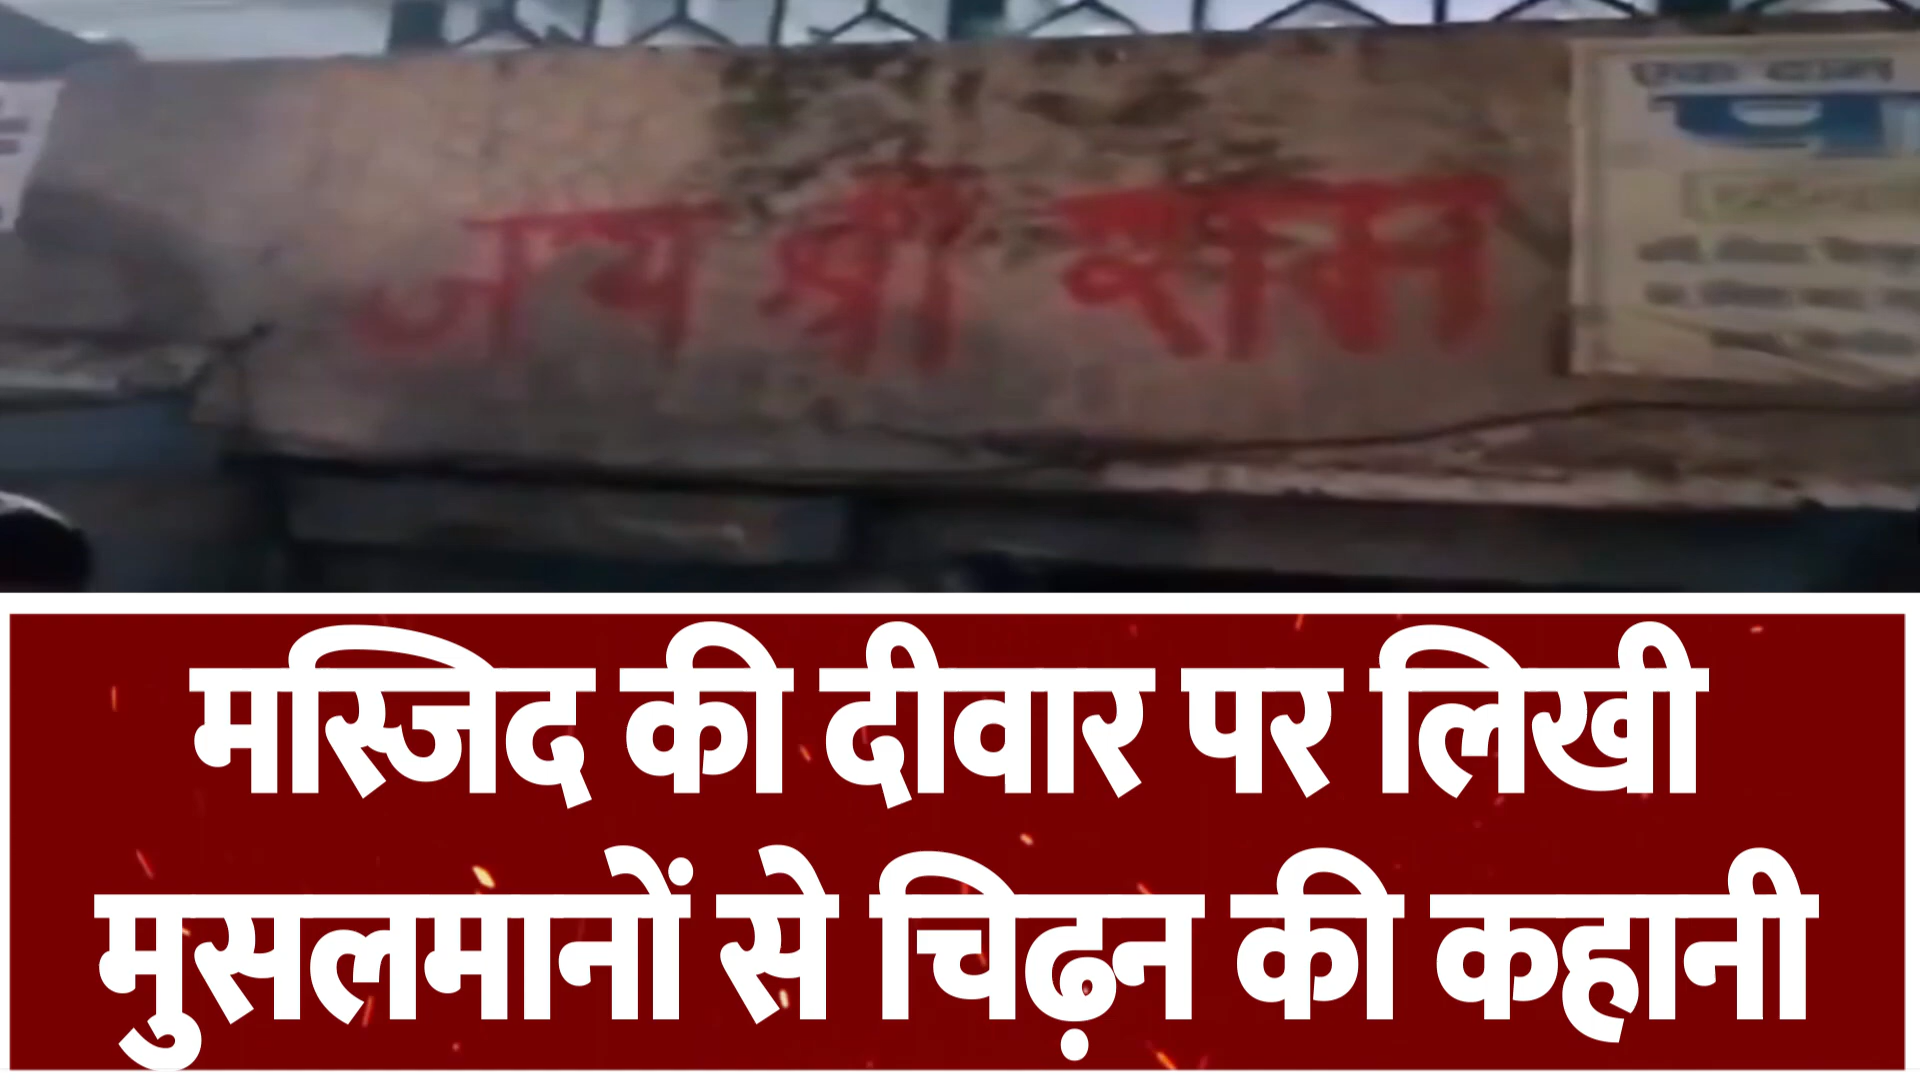 जय श्री राम
मस्जिद की दीवार पर लिखी
मुसलमानों से चिढ़न की कहानी